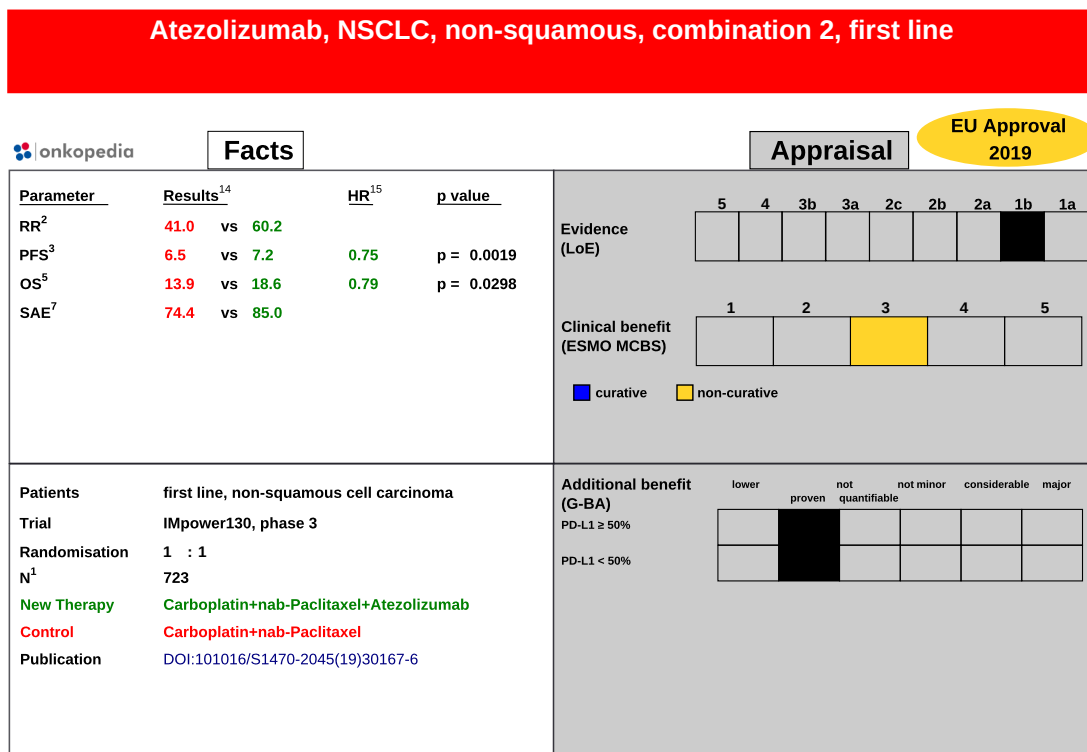 Atezolizumab, NSCLC, non-squamous, combination 2, first line
onkopedia
Facts
Appraisal
EU Approval
2019
Parameter Results14 HR15 p value
RR2 41.0 vs 60.2
PFS3 6.5 vs 7.2 0.75 p = 0.0019
OS5 13.9 vs 18.6 0.79 p = 0.0298
SAE7 74.4 vs 85.0
5 4 3b 3a 2c 2b 2a 1b 1a
Evidence
(LoE)
1 2 3 4 5
Clinical benefit
(ESMO MCBS)
curative non-curative
Patients first line, non-squamous cell carcinoma
Trial IMpower130, phase 3
Randomisation 1 : 1
N1 723
New Therapy Carboplatin+nab-Paclitaxel+Atezolizumab
Control Carboplatin+nab-Paclitaxel
Publication DOI:101016/S1470-2045(19)30167-6
Additional benefit
(G-BA)
lower not not minor considerable major
proven quantifiable
PD-L1 ≥ 50%
PD-L1 < 50%